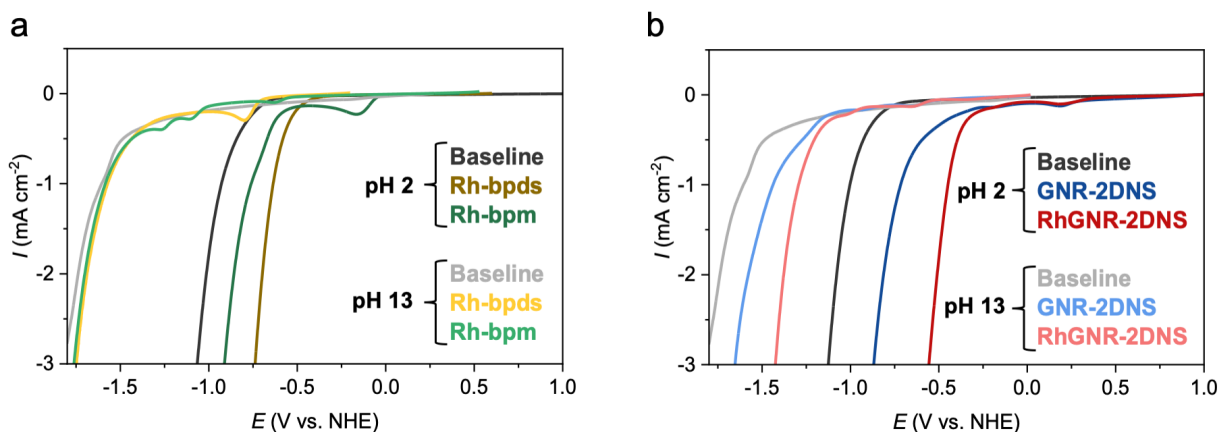 a
0
-1
-2
-3
I (mA cm⁻²)
-1.5
-1.0
-0.5
0.0
0.5
1.0
E (V vs. NHE)
pH 2
Baseline
Rh-bpds
Rh-bpm
pH 13
Baseline
Rh-bpds
Rh-bpm
b
0
-1
-2
-3
I (mA cm⁻²)
-1.5
-1.0
-0.5
0.0
0.5
1.0
E (V vs. NHE)
pH 2
Baseline
GNR-2DNS
RhGNR-2DNS
pH 13
Baseline
GNR-2DNS
RhGNR-2DNS